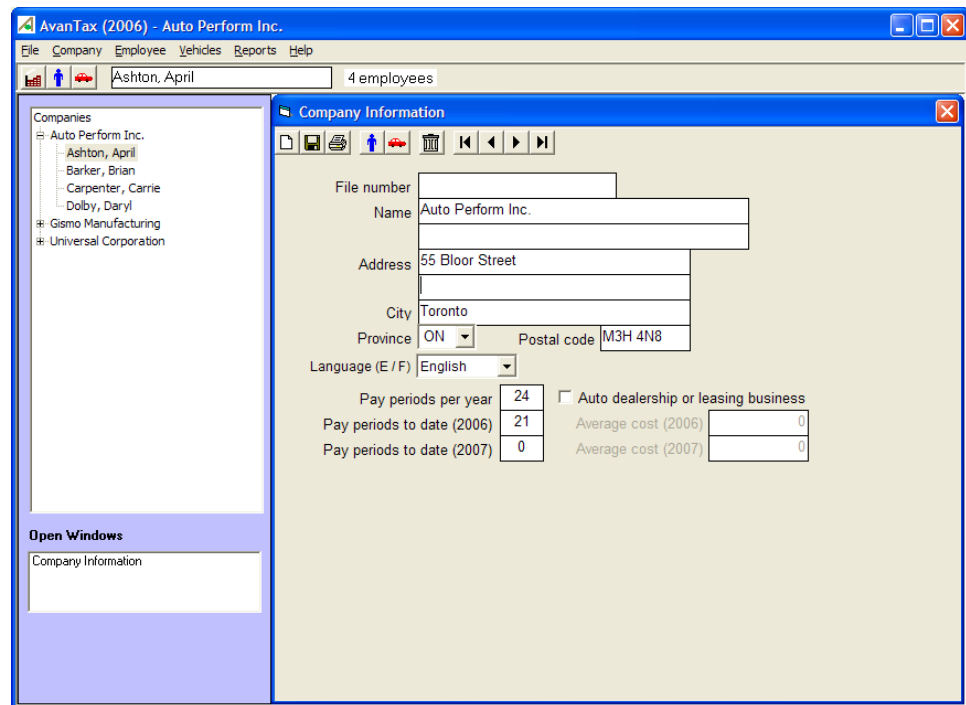 AvanTax (2006) - Auto Perform Inc.
File Company Employee Vehicles Reports Help
Ashton, April 4 employees
Companies
Auto Perform Inc.
Ashton, April
Barker, Brian
Carpenter, Carrie
Dolby, Daryl
Gismo Manufacturing
Universal Corporation
Open Windows
Company Information
Company Information
File number
Name Auto Perform Inc.
Address 55 Bloor Street
City Toronto
Province ON Postal code M3H 4N8
Language (E / F) English
Pay periods per year 24 Auto dealership or leasing business
Pay periods to date (2006) 21 Average cost (2006) 0
Pay periods to date (2007) 0 Average cost (2007) 0